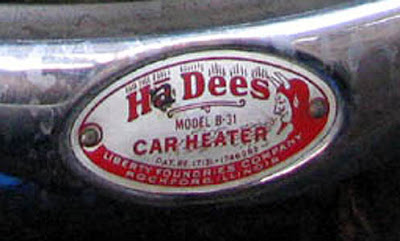 Ha Dees
MODEL B-31
CAR HEATER
LIBERTY FOUNDRIES COMPANY
ROCKFORD, ILLINOIS